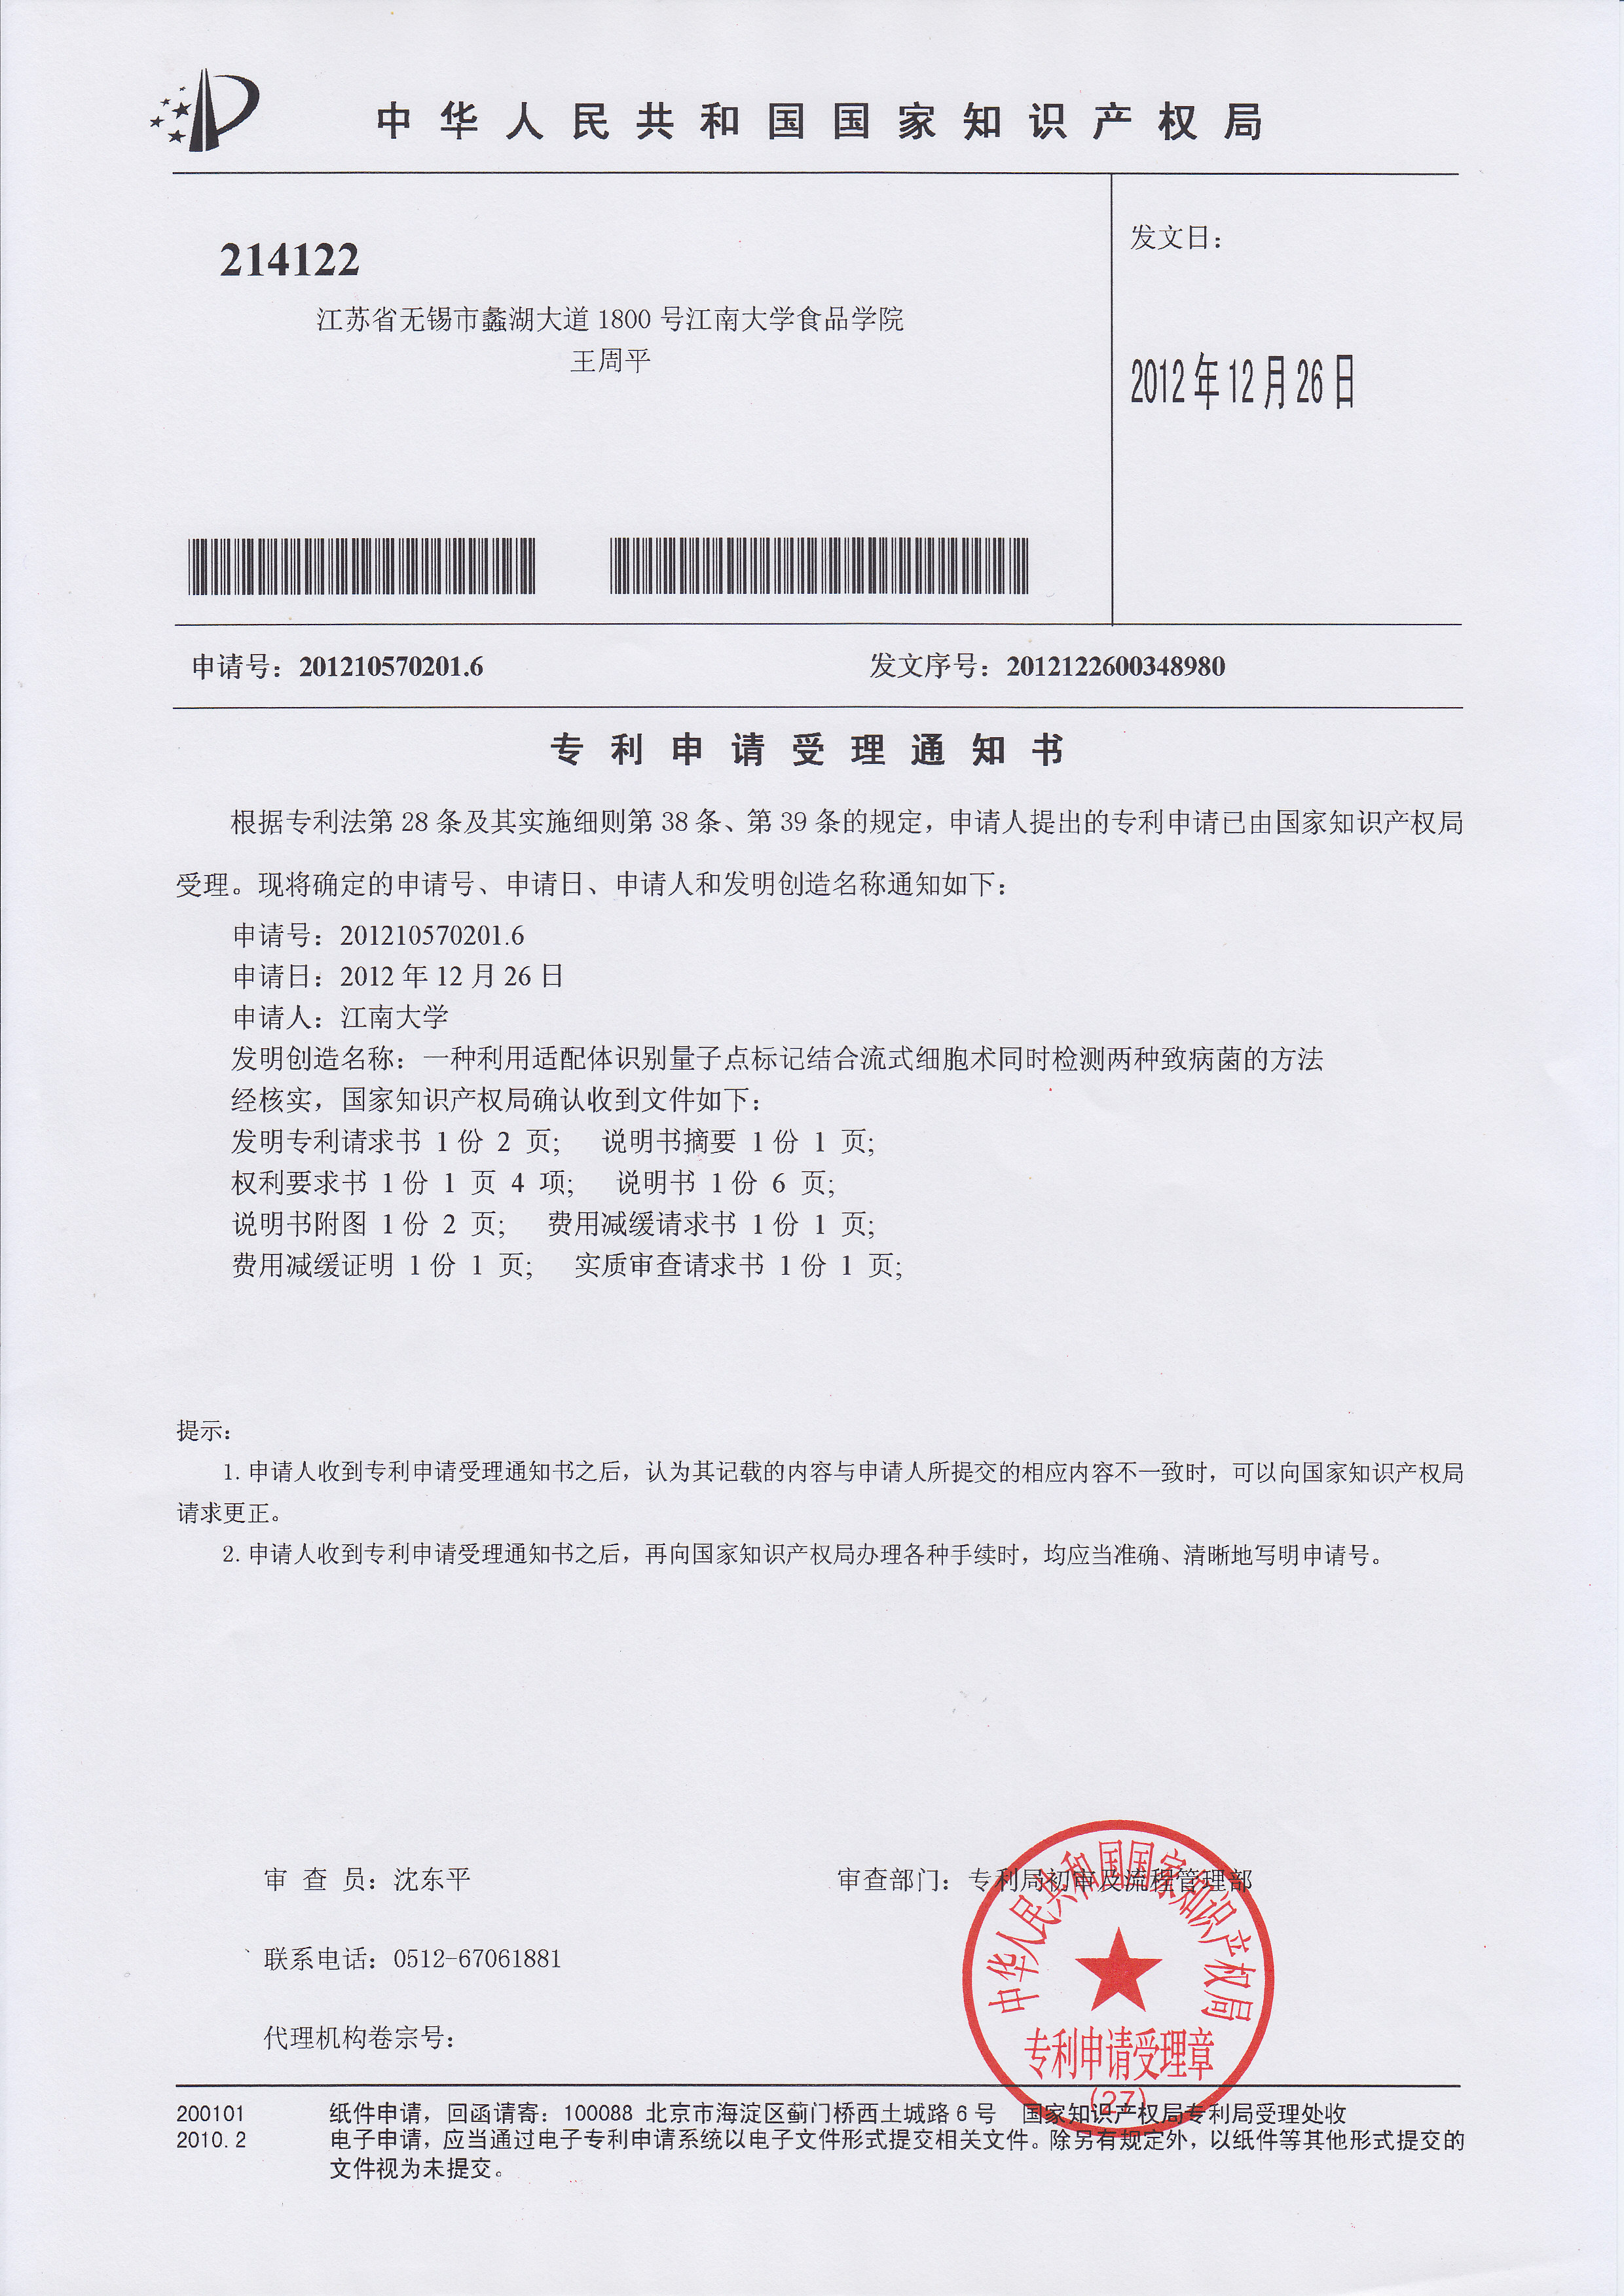 中华人民共和国国家知识产权局
214122
江苏省无锡市蠡湖大道 1800 号江南大学食品学院
王周平
发文日：
2012 年 12 月 26 日
申请号：201210570201.6
发文序号：2012122600348980
专利申请受理通知书
根据专利法第 28 条及其实施细则第 38 条、第 39 条的规定，申请人提出的专利申请已由国家知识产权局
受理。现将确定的申请号、申请日、申请人和发明创造名称通知如下：
申请号：201210570201.6
申请日：2012 年 12 月 26 日
申请人：江南大学
发明创造名称：一种利用适配体识别量子点标记结合流式细胞术同时检测两种致病菌的方法
经核实，国家知识产权局确认收到文件如下：
发明专利请求书 1 份 2 页； 说明书摘要 1 份 1 页；
权利要求书 1 份 1 页 4 项； 说明书 1 份 6 页；
说明书附图 1 份 2 页； 费用减缓请求书 1 份 1 页；
费用减缓证明 1 份 1 页； 实质审查请求书 1 份 1 页；
提示：
1. 申请人收到专利申请受理通知书之后，认为其记载的内容与申请人所提交的相应内容不一致时，可以向国家知识产权局
请求更正。
2. 申请人收到专利申请受理通知书之后，再向国家知识产权局办理各种手续时，均应当准确、清晰地写明申请号。
审 查 员：沈东平
审查部门：专利局初审及流程管理部
联系电话：0512-67061881
代理机构卷宗号：
中华人民共和国国家知识产权局
专利申请受理章
(27)
200101
2010.2
纸件申请，回函请寄：100088 北京市海淀区蓟门桥西土城路 6 号 国家知识产权局专利局受理处收
电子申请，应当通过电子专利申请系统以电子文件形式提交相关文件。除另有规定外，以纸件等其他形式提交的
文件视为未提交。